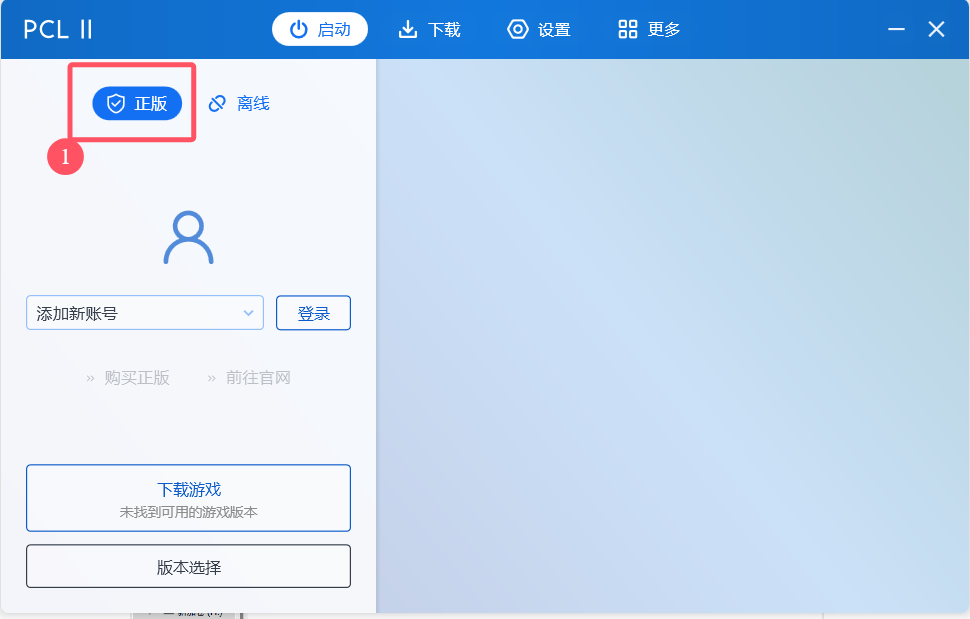 PCL II
启动
下载
设置
更多
正版
离线
1
添加新账号
登录
» 购买正版
» 前往官网
下载游戏
未找到可用的游戏版本
版本选择